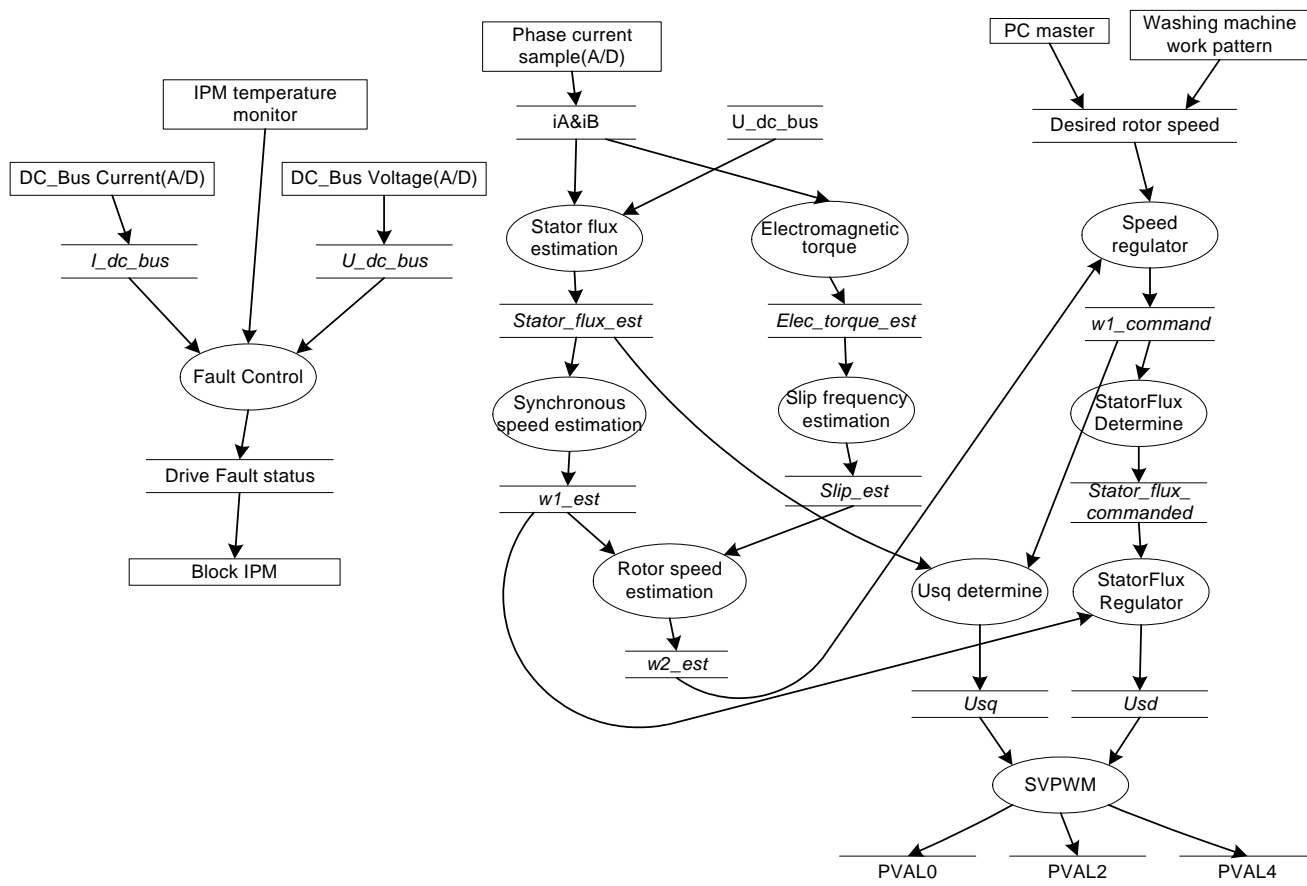 Phase current
sample(A/D)
PC master
Washing machine
work pattern
IPM temperature
monitor
iA&iB
U_dc_bus
Desired rotor speed
DC_Bus Current(A/D)
DC_Bus Voltage(A/D)
Stator flux
estimation
Electromagnetic
torque
Speed
regulator
I_dc_bus
U_dc_bus
Stator_flux_est
Elec_torque_est
w1_command
Fault Control
Synchronous
speed estimation
Slip frequency
estimation
StatorFlux
Determine
Drive Fault status
w1_est
Slip_est
Stator_flux_
commanded
Block IPM
Rotor speed
estimation
Usq determine
StatorFlux
Regulator
w2_est
Usq
Usd
SVPWM
PVAL0
PVAL2
PVAL4